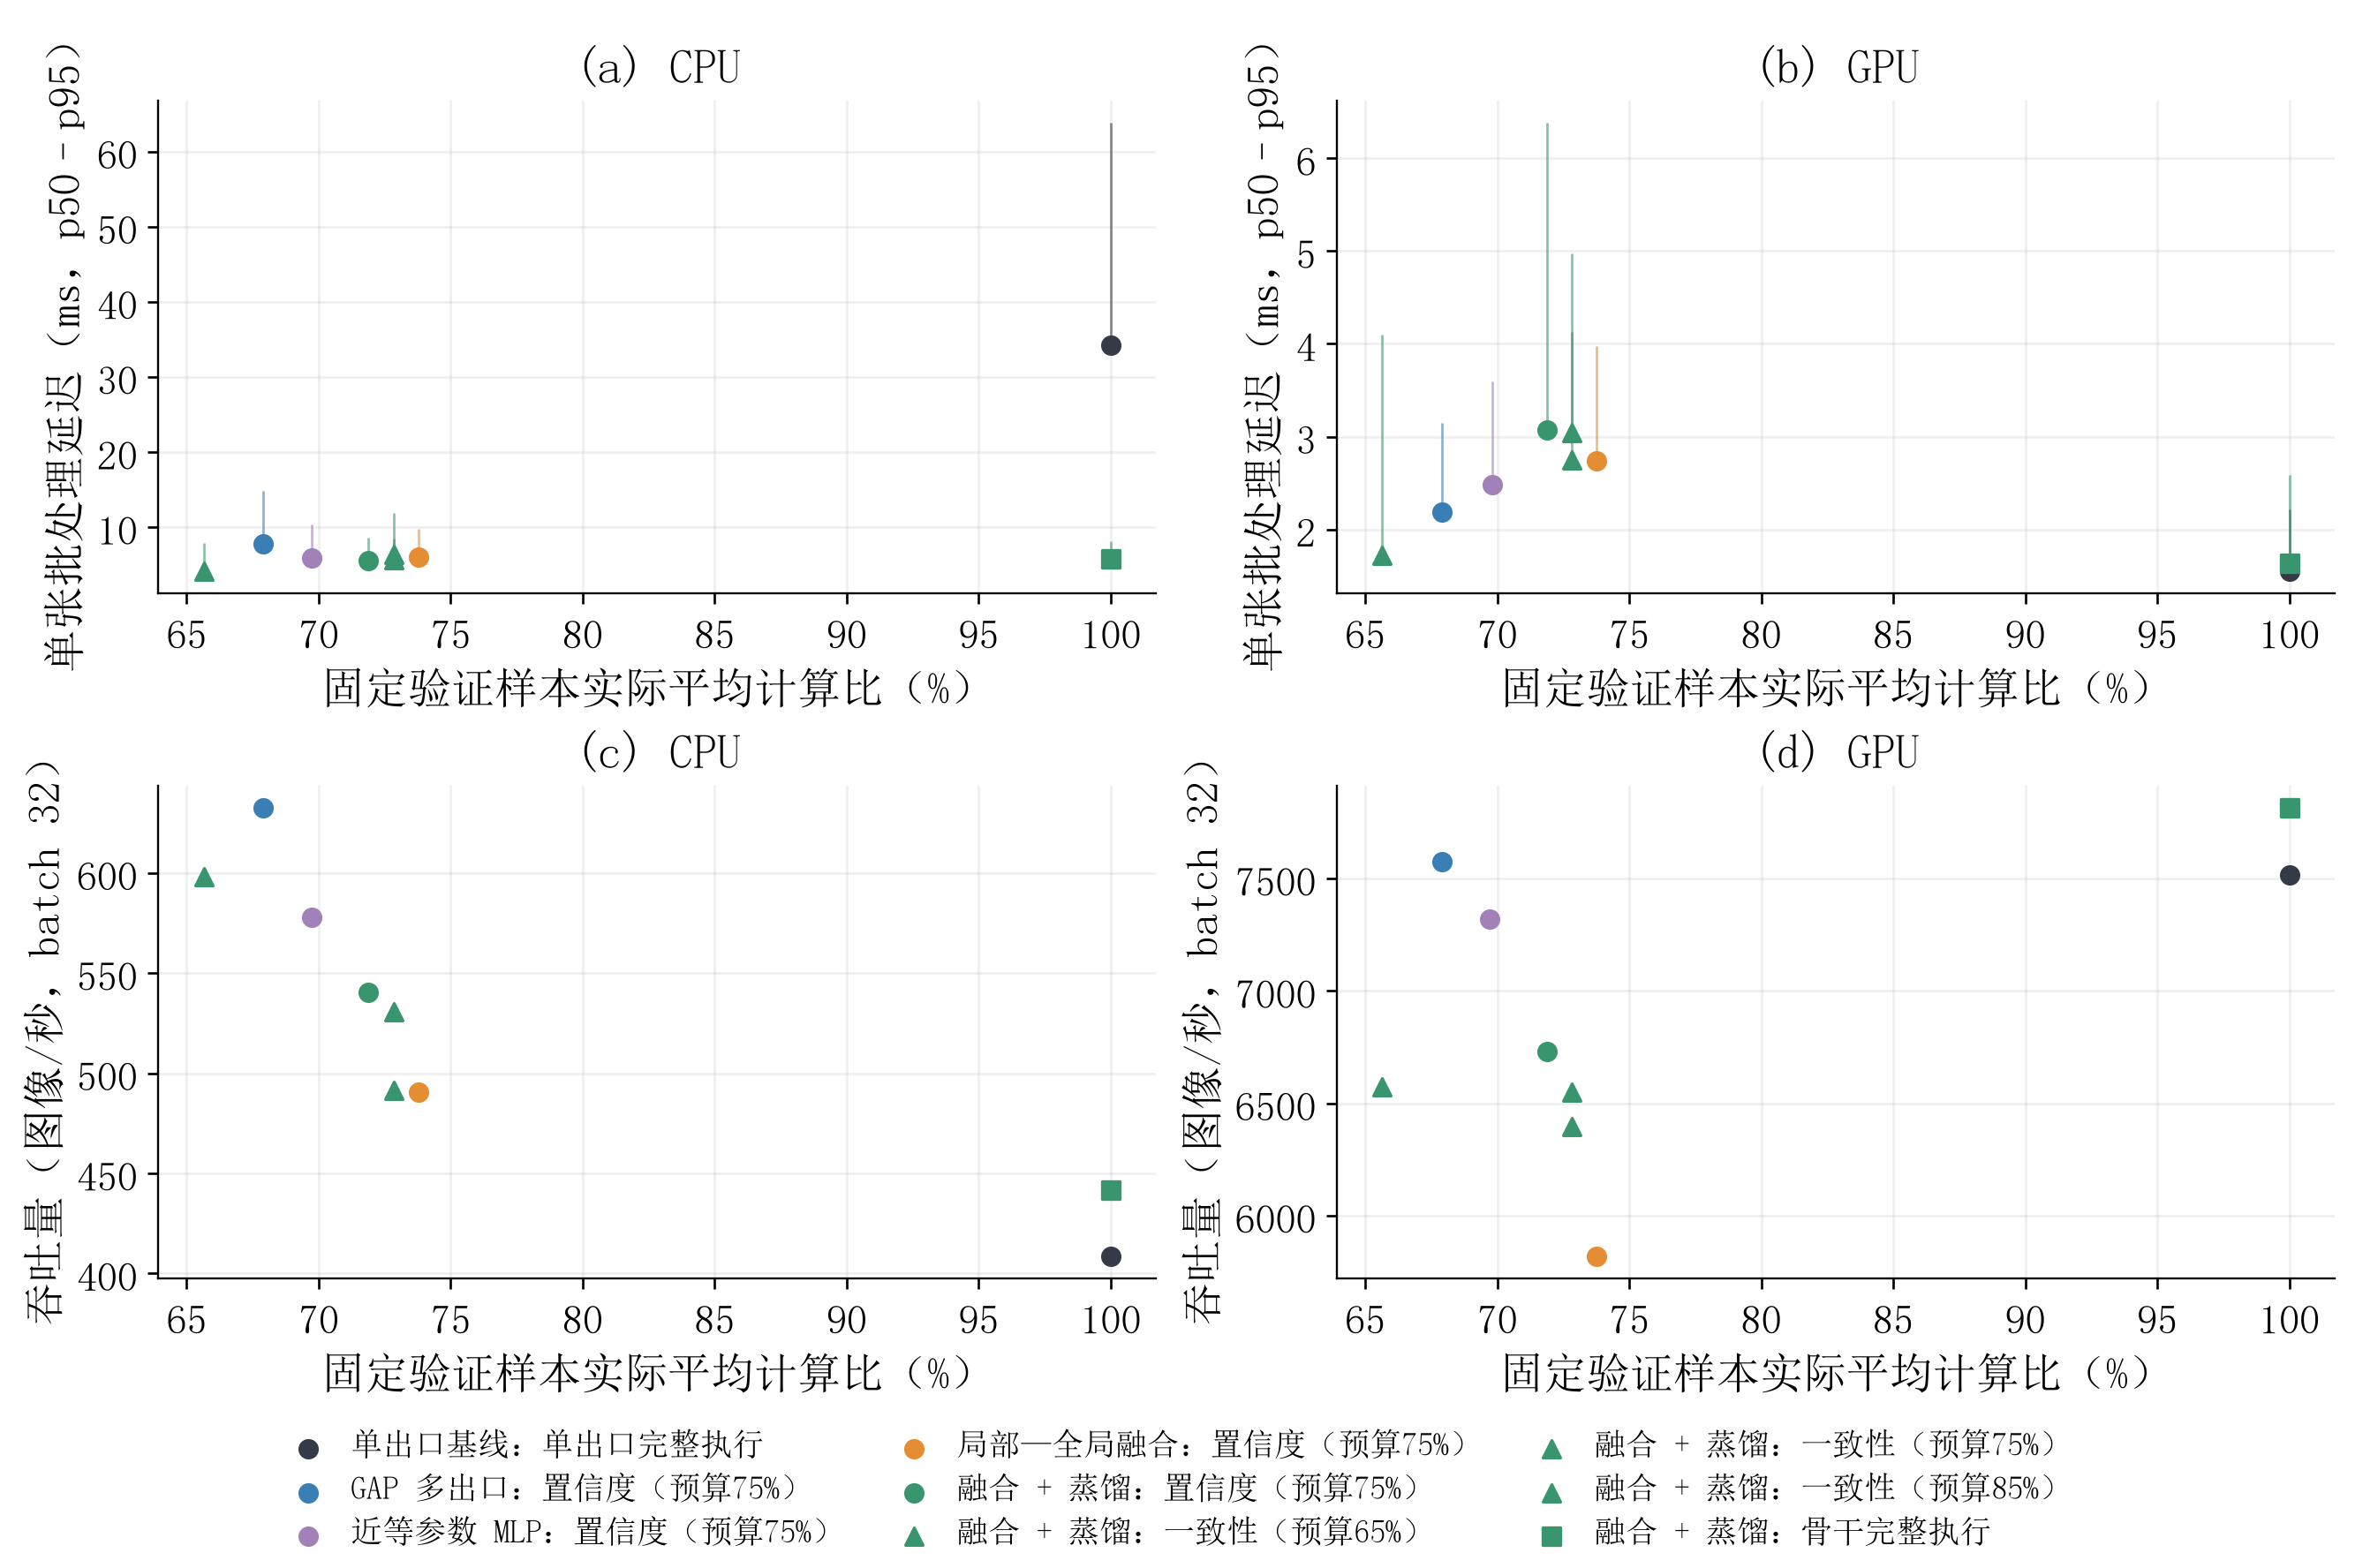 (a) CPU
单张批处理延迟（ms, p50–p95）
60
50
40
30
20
10
65 70 75 80 85 90 95 100
固定验证样本实际平均计算比（%）
(b) GPU
单张批处理延迟（ms, p50–p95）
6
5
4
3
2
65 70 75 80 85 90 95 100
固定验证样本实际平均计算比（%）
(c) CPU
吞吐量（图像/秒, batch 32）
600
550
500
450
400
65 70 75 80 85 90 95 100
固定验证样本实际平均计算比（%）
(d) GPU
吞吐量（图像/秒, batch 32）
7500
7000
6500
6000
65 70 75 80 85 90 95 100
固定验证样本实际平均计算比（%）
单出口基线：单出口完整执行
GAP 多出口：置信度（预算75%）
近等参数 MLP：置信度（预算75%）
局部—全局融合：置信度（预算75%）
融合 + 蒸馏：置信度（预算75%）
融合 + 蒸馏：一致性（预算65%）
融合 + 蒸馏：一致性（预算75%）
融合 + 蒸馏：一致性（预算85%）
融合 + 蒸馏：骨干完整执行